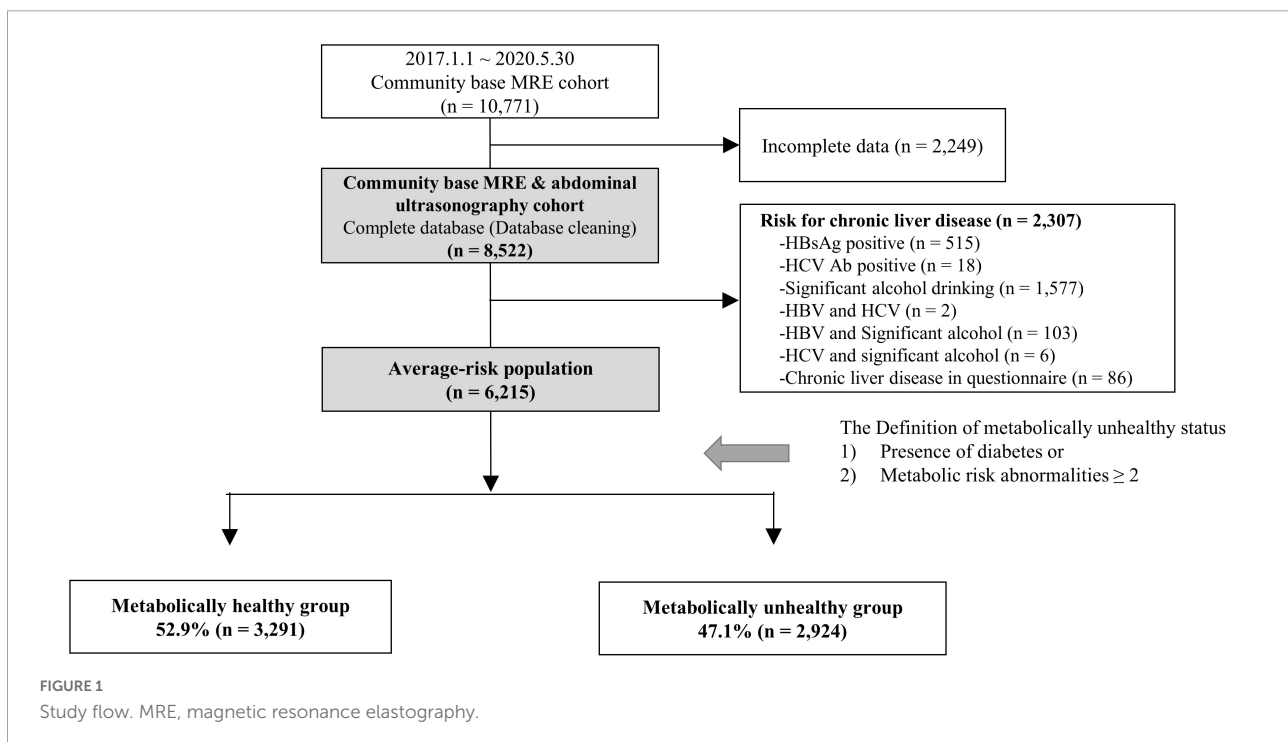 2017.1.1 ~ 2020.5.30
Community base MRE cohort
(n = 10,771)
Incomplete data (n = 2,249)
Community base MRE & abdominal
ultrasonography cohort
Complete database (Database cleaning)
(n = 8,522)
Risk for chronic liver disease (n = 2,307)
-HBsAg positive (n = 515)
-HCV Ab positive (n = 18)
-Significant alcohol drinking (n = 1,577)
-HBV and HCV (n = 2)
-HBV and Significant alcohol (n = 103)
-HCV and significant alcohol (n = 6)
-Chronic liver disease in questionnaire (n = 86)
Average-risk population
(n = 6,215)
The Definition of metabolically unhealthy status
1) Presence of diabetes or
2) Metabolic risk abnormalities ≥ 2
Metabolically healthy group
52.9% (n = 3,291)
Metabolically unhealthy group
47.1% (n = 2,924)
FIGURE 1
Study flow. MRE, magnetic resonance elastography.